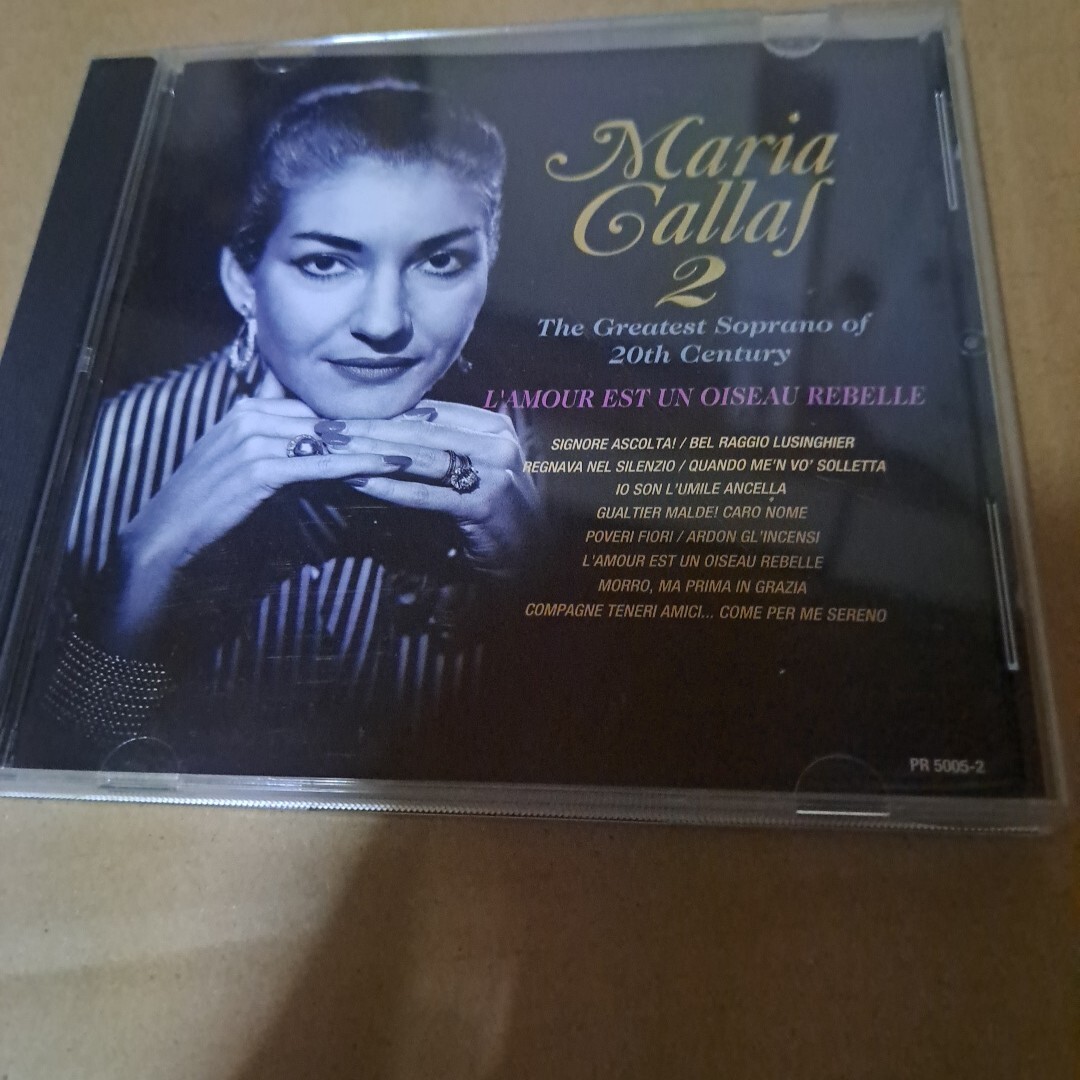 Maria
Callas
2
The Greatest Soprano of
20th Century
L'AMOUR EST UN OISEAU REBELLE
SIGNORE ASCOLTA! / BEL RAGGIO LUSINGHIER
REGNAVA NEL SILENZIO / QUANDO ME'N VO' SOLLETTA
IO SON L'UMILE ANCELLA
GUALTIER MALDE! CARO NOME
POVERI FIORI / ARDON GL'INCENSI
L'AMOUR EST UN OISEAU REBELLE
MORRO, MA PRIMA IN GRAZIA
COMPAGNE TENERI AMICI... COME PER ME SERENO
PR 5005-2